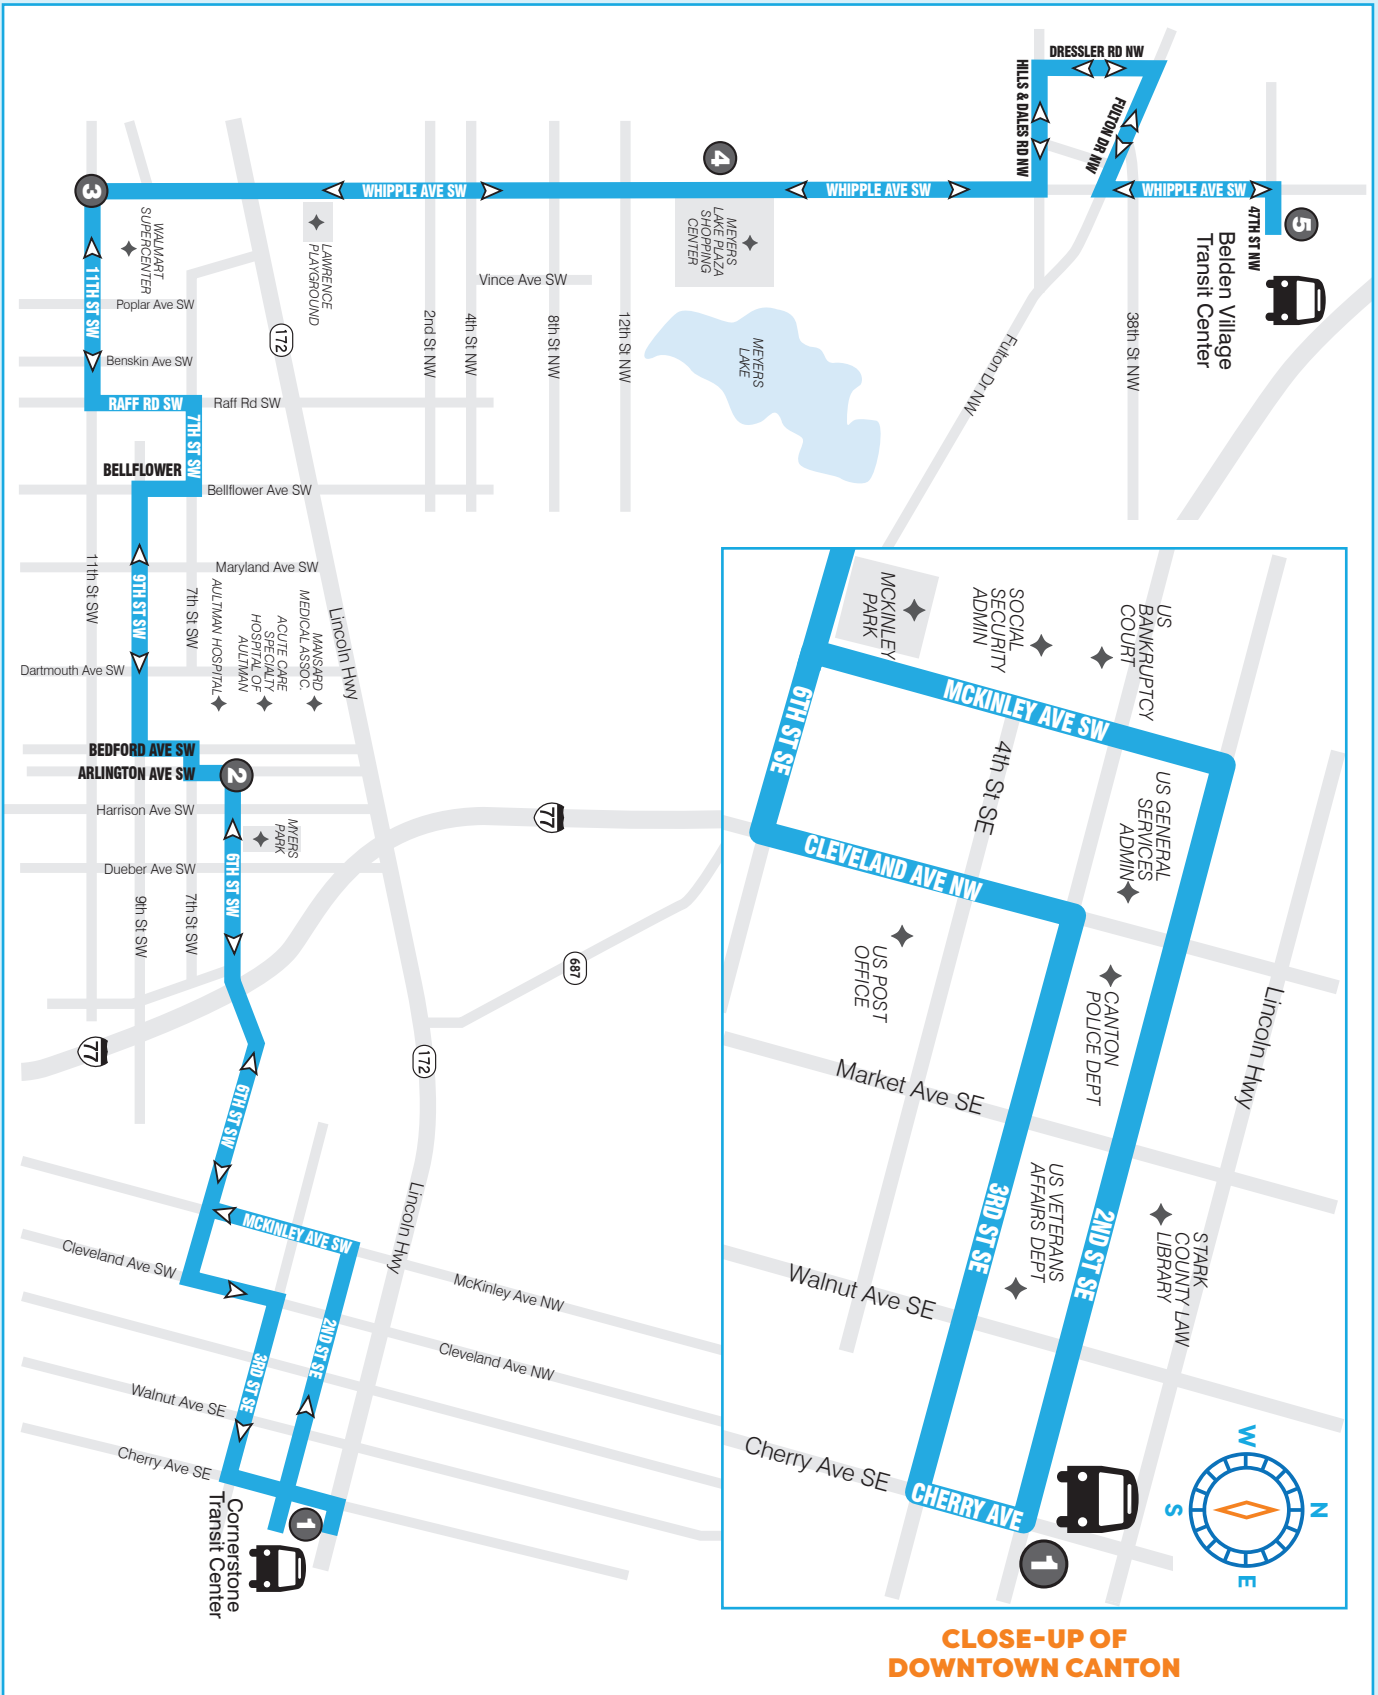 DRESSLER RD NW
HILLS & DALES RD NW
FULTON DR NW
WHIPPLE AVE SW
WHIPPLE AVE SW
WHIPPLE AVE SW
47TH ST NW
5
4
3
Belden Village
Transit Center
WALMART
SUPERCENTER
LAWRENCE
PLAYGROUND
MEYERS
LAKE PLAZA
SHOPPING
CENTER
MEYERS
LAKE
Vince Ave SW
2nd St NW
4th St NW
8th St NW
12th St NW
38th St NW
Fulton Dr NW
172
11TH ST SW
Poplar Ave SW
Benskin Ave SW
RAFF RD SW
Raff Rd SW
7TH ST SW
BELLFLOWER
Bellflower Ave SW
11th St SW
9TH ST SW
7th St SW
Maryland Ave SW
Dartmouth Ave SW
AULTMAN HOSPITAL
ACUTE CARE
SPECIALTY
HOSPITAL OF
AULTMAN
MANSARD
MEDICAL ASSOC.
Lincoln Hwy
BEDFORD AVE SW
ARLINGTON AVE SW
2
Harrison Ave SW
MYERS
PARK
Dueber Ave SW
6TH ST SW
9th St SW
7th St SW
77
77
687
172
6TH ST SW
Lincoln Hwy
MCKINLEY AVE SW
Cleveland Ave SW
McKinley Ave NW
Cleveland Ave NW
2ND ST SE
3RD ST SE
Walnut Ave SE
Cherry Ave SE
1
Cornerstone
Transit Center
MCKINLEY
PARK
SOCIAL
SECURITY
ADMIN
US
BANKRUPTCY
COURT
MCKINLEY AVE SW
6TH ST SE
4th St SE
US GENERAL
SERVICES
ADMIN
CLEVELAND AVE NW
US POST
OFFICE
CANTON
POLICE DEPT
Lincoln Hwy
Market Ave SE
US VETERANS
AFFAIRS DEPT
3RD ST SE
2ND ST SE
STARK
COUNTY LAW
LIBRARY
Walnut Ave SE
Cherry Ave SE
CHERRY AVE
1
W
N
S
E
CLOSE-UP OF
DOWNTOWN CANTON